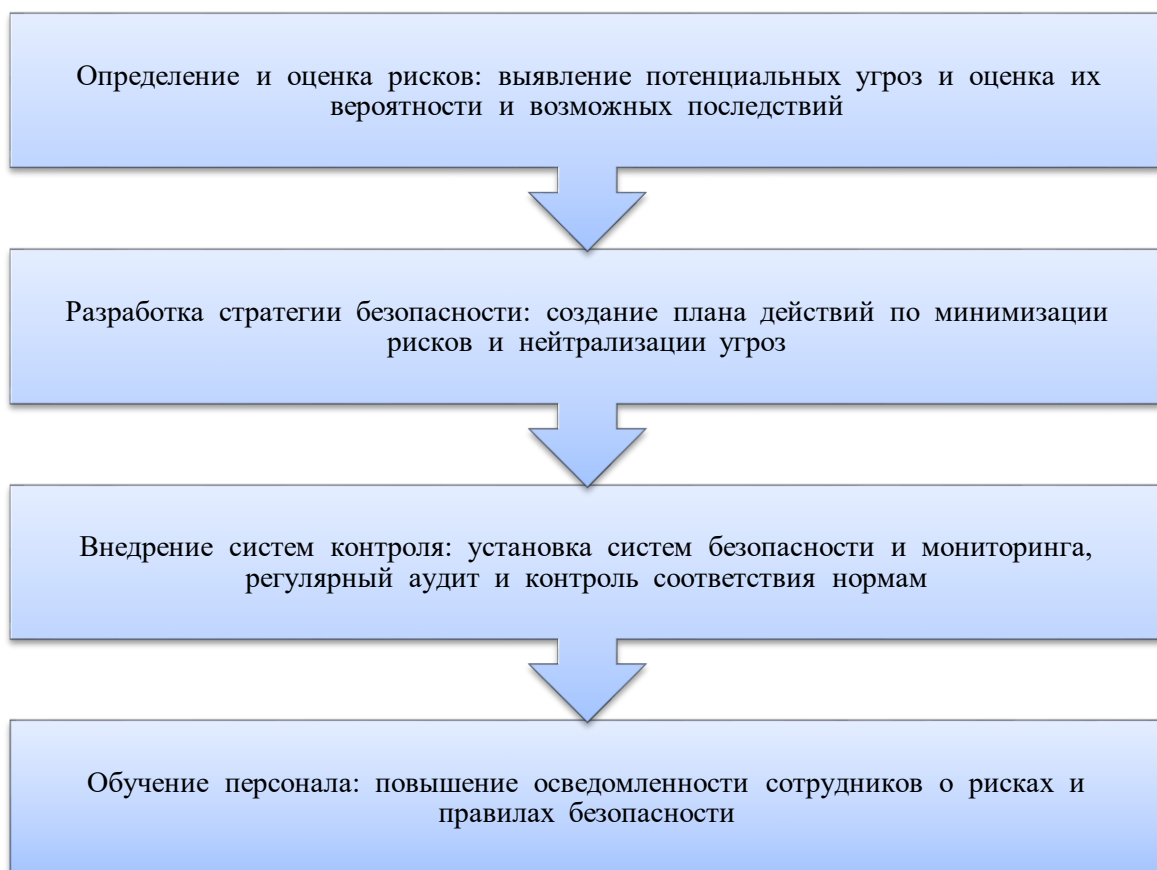 Определение и оценка рисков: выявление потенциальных угроз и оценка их
вероятности и возможных последствий
Разработка стратегии безопасности: создание плана действий по минимизации
рисков и нейтрализации угроз
Внедрение систем контроля: установка систем безопасности и мониторинга,
регулярный аудит и контроль соответствия нормам
Обучение персонала: повышение осведомленности сотрудников о рисках и
правилах безопасности